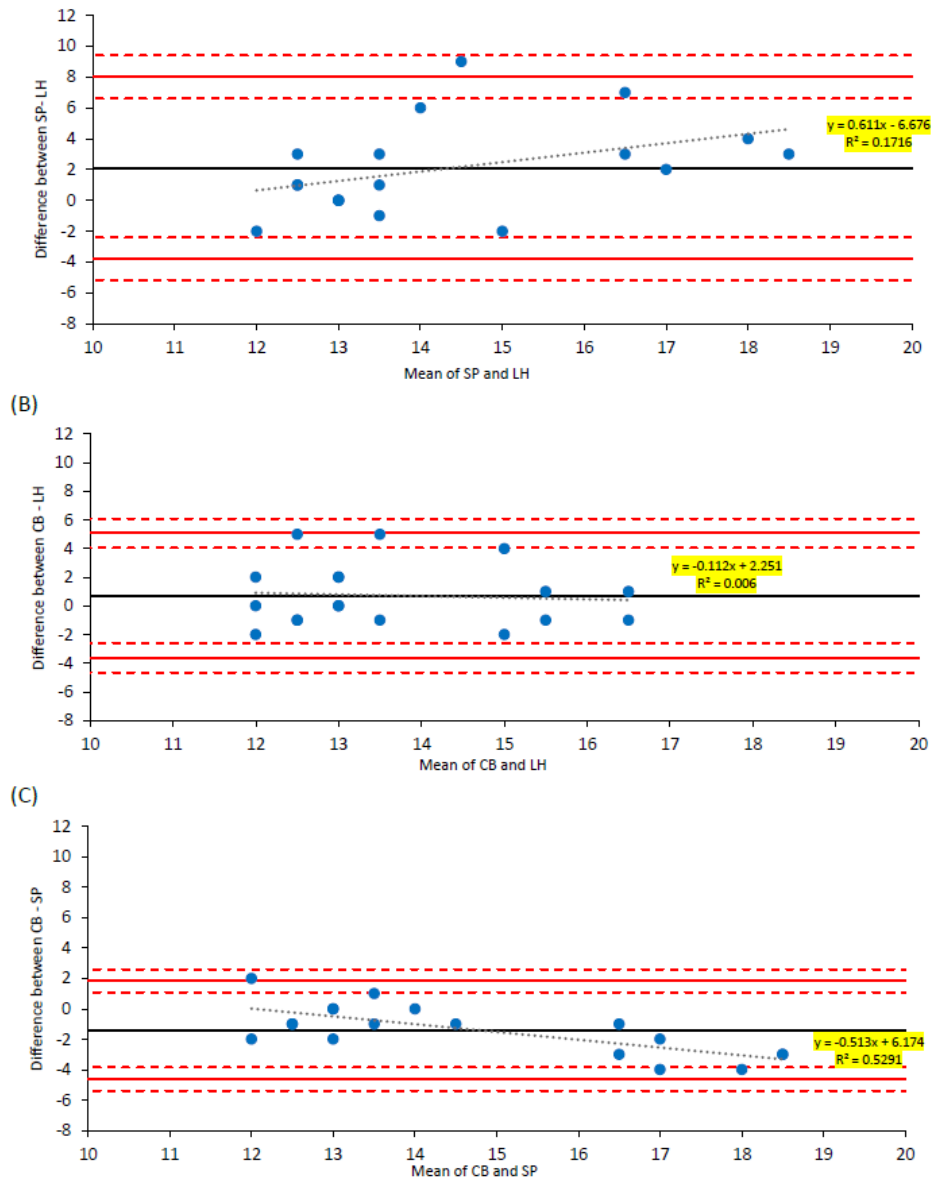 12
10
8
6
4
2
0
-2
-4
-6
-8
Difference between SP- LH
y = 0.611x - 6.676
R² = 0.1716
10 11 12 13 14 15 16 17 18 19 20
Mean of SP and LH
(B)
12
10
8
6
4
2
0
-2
-4
-6
-8
Difference between CB - LH
y = -0.112x + 2.251
R² = 0.006
10 11 12 13 14 15 16 17 18 19 20
Mean of CB and LH
(C)
12
10
8
6
4
2
0
-2
-4
-6
-8
Difference between CB - SP
y = -0.513x + 6.174
R² = 0.5291
10 11 12 13 14 15 16 17 18 19 20
Mean of CB and SP